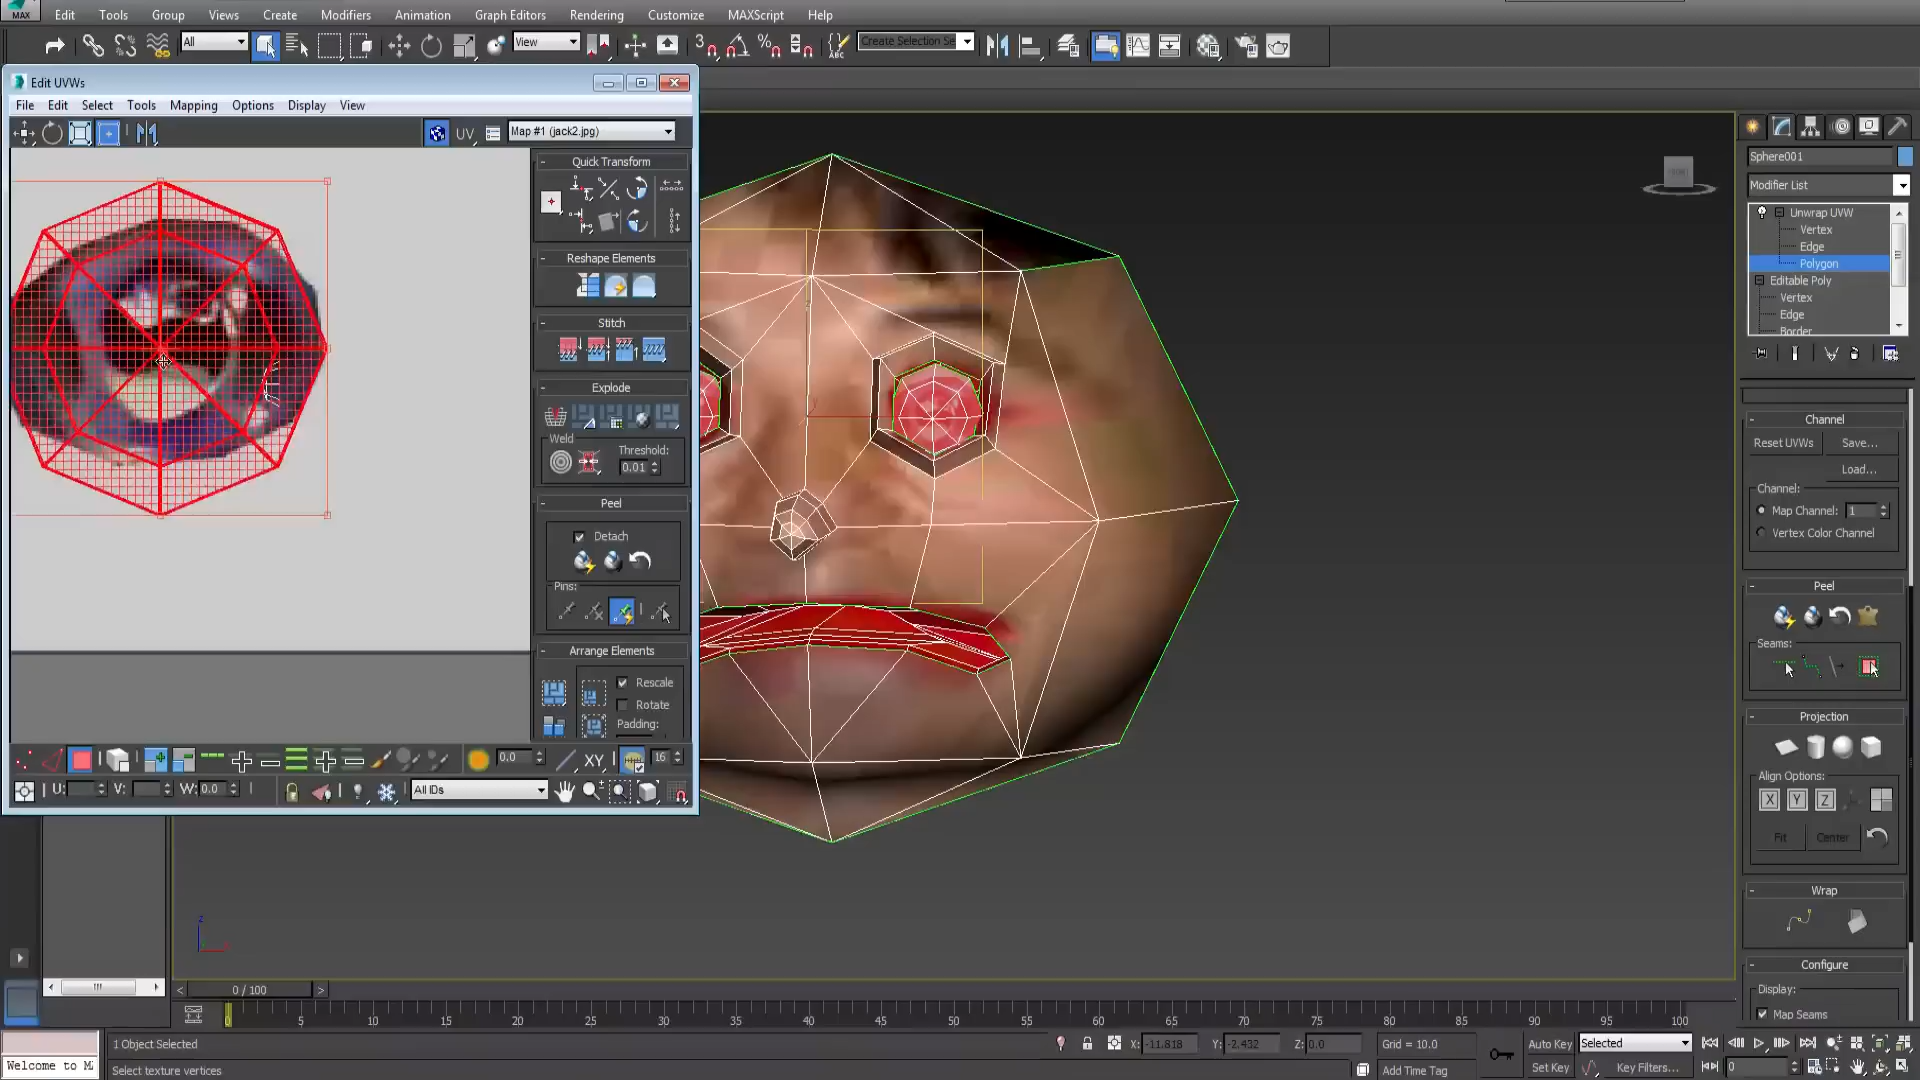 MAX
Edit Tools Group Views Create Modifiers Animation Graph Editors Rendering Customize MAXScript Help
All
View
3
ABC
Create Selection Se
Edit UVWs
File Edit Select Tools Mapping Options Display View
UV
Map #1 (jack2.jpg)
Quick Transform
Reshape Elements
Stitch
Explode
Weld
Threshold:
0.01
Peel
Detach
Pins:
Arrange Elements
Rescale
Rotate
Padding:
0.0
XY
16
U: V: W: 0.0
All IDs
FRONT
y
z
Sphere001
Modifier List
Unwrap UVW
Vertex
Edge
Polygon
Editable Poly
Vertex
Edge
Border
Channel
Reset UVWs Save...
Load...
Channel:
Map Channel: 1
Vertex Color Channel
Peel
Seams:
Projection
Align Options:
X Y Z
Fit Center
Wrap
Configure
Display:
Map Seams
0 / 100
0 5 10 15 20 25 30 35 40 45 50 55 60 65 70 75 80 85 90 95 100
1 Object Selected
X: -11.818 Y: -2.432 Z: 0.0
Grid = 10.0
Auto Key Selected
Welcome to M
Select texture vertices
Add Time Tag
Set Key Key Filters...
0